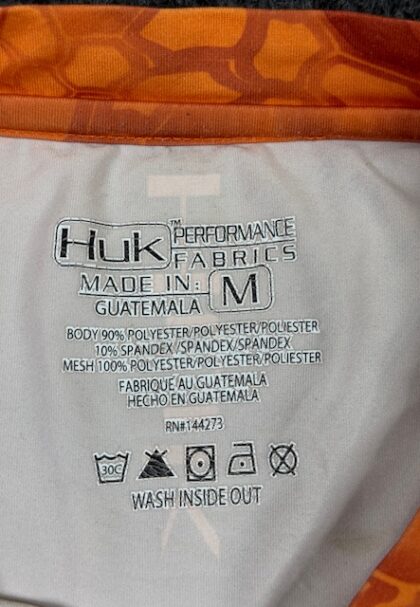 Huk™ PERFORMANCE
FABRICS
MADE IN: M
GUATEMALA
BODY 90% POLYESTER/POLYESTER/POLIESTER
10% SPANDEX /SPANDEX/SPANDEX
MESH 100% POLYESTER/POLYESTER/POLIESTER
FABRIQUÉ AU GUATEMALA
HECHO EN GUATEMALA
RN#144273
30C
WASH INSIDE OUT